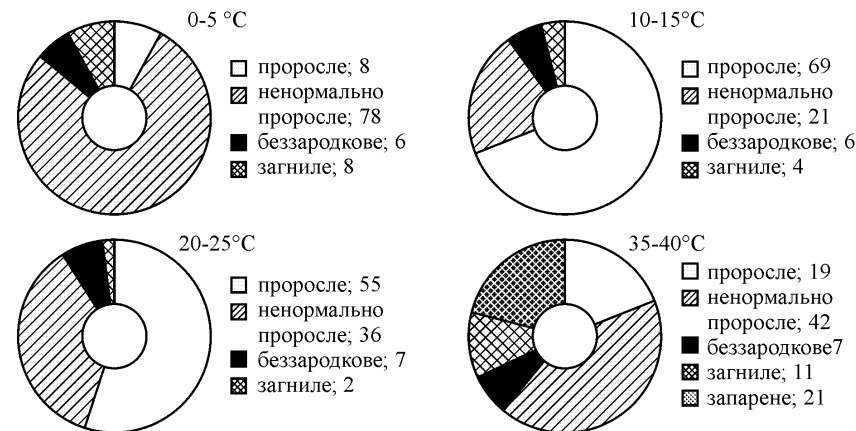 0-5 °C
проросле; 8
ненормально
проросле; 78
беззародкове; 6
загниле; 8
10-15°C
проросле; 69
ненормально
проросле; 21
беззародкове; 6
загниле; 4
20-25°C
проросле; 55
ненормально
проросле; 36
беззародкове; 7
загниле; 2
35-40°C
проросле; 19
ненормально
проросле; 42
беззародкове7
загниле; 11
запарене; 21